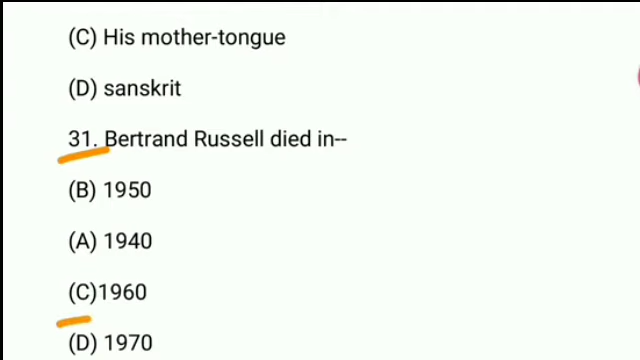 (C) His mother-tongue
(D) sanskrit
31. Bertrand Russell died in--
(B) 1950
(A) 1940
(C)1960
(D) 1970